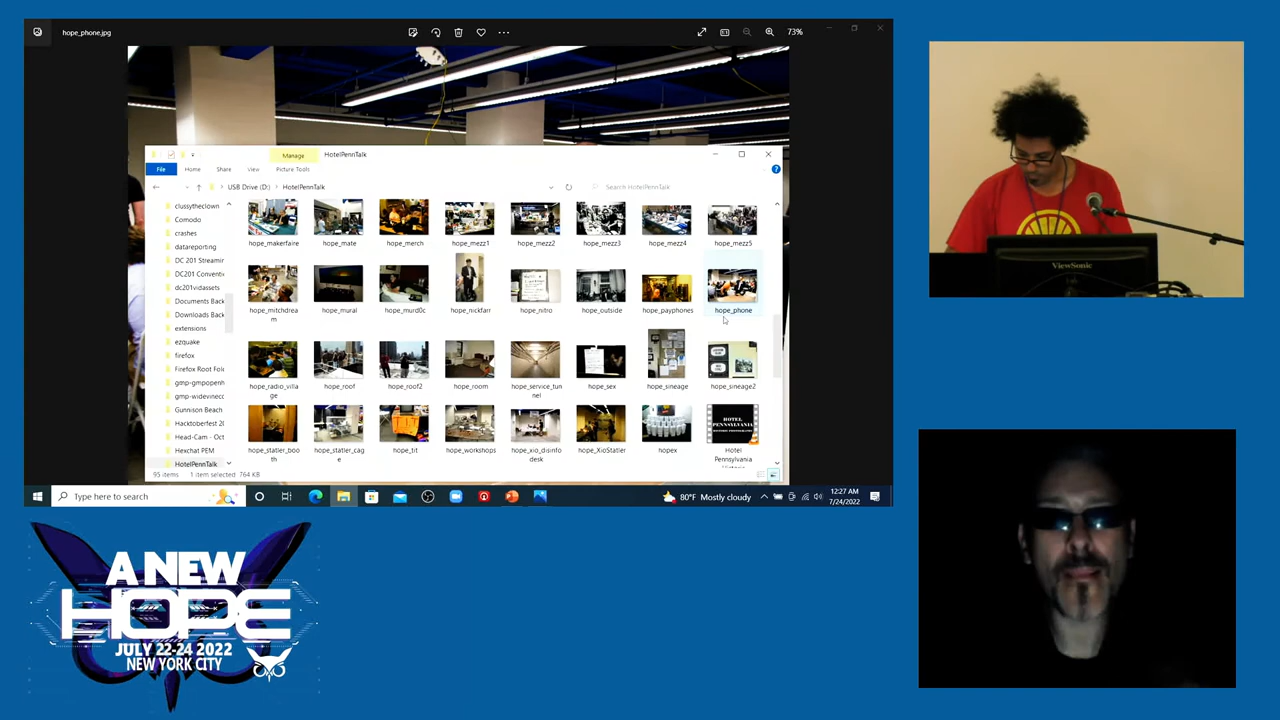 hope_phone.jpg
73%
Manage
HotelPennTalk
File
Home
Share
View
Picture Tools
USB Drive (D:)
HotelPennTalk
Search HotelPennTalk
clussytheclown
Comodo
crashes
datareporting
DC 201 Streami
DC201 Conventi
dc201vidassets
Documents Back
Downloads Back
extensions
ezquake
firefox
Firefox Root Fol
gmp-gmpopenh
gmp-widevinecc
Gunnison Beach
Hacktoberfest 20
Head-Cam - Oct
Hexchat PEM
HotelPennTalk
hope_makerfaire
hope_mate
hope_merch
hope_mezz1
hope_mezz2
hope_mezz3
hope_mezz4
hope_mezz5
hope_mitchdrea
m
hope_mural
hope_murd0c
hope_nickfarr
hope_nitro
hope_outside
hope_payphones
hope_phone
hope_radio_villa
ge
hope_roof
hope_roof2
hope_room
hope_service_tun
nel
hope_sex
hope_sineage
hope_sineage2
HOTEL
PENNSYLVANIA
hope_statler_boo
th
hope_statler_cag
e
hope_tit
hope_workshops
hope_xio_disinfo
desk
hope_XioStatler
hopex
Hotel
Pennsylvania
95 items
1 item selected
764 KB
Type here to search
80°F
Mostly cloudy
12:27 AM
7/24/2022
ViewSonic
A NEW
HOPE
JULY 22-24 2022
NEW YORK CITY